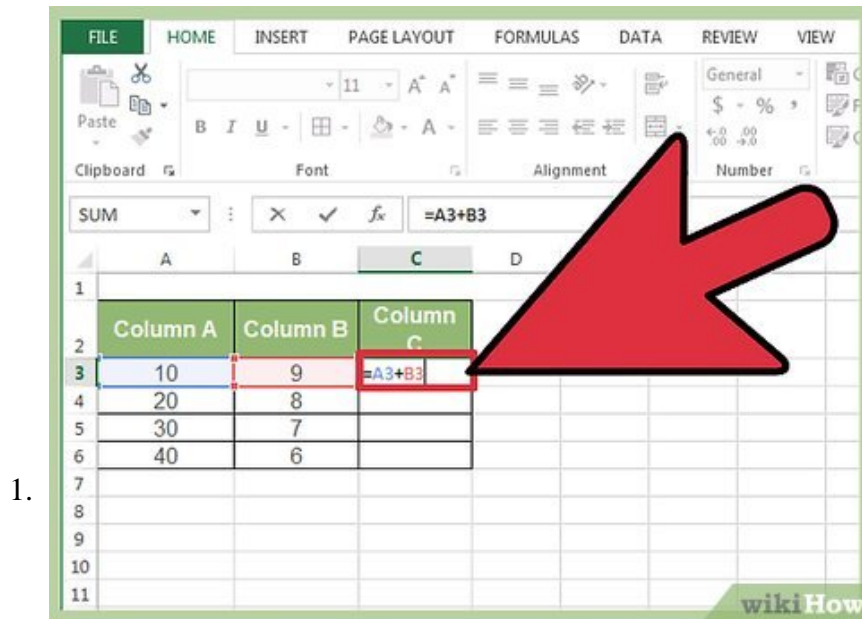 FILE HOME INSERT PAGE LAYOUT FORMULAS DATA REVIEW VIEW
11 A A General
Paste B I U A $ % ,
Clipboard Font Alignment Number
SUM fx =A3+B3
A B C D
1
2 Column A Column B Column C
3 10 9 =A3+B3
4 20 8
5 30 7
6 40 6
7
8
9
10
11
1.
wikiHow